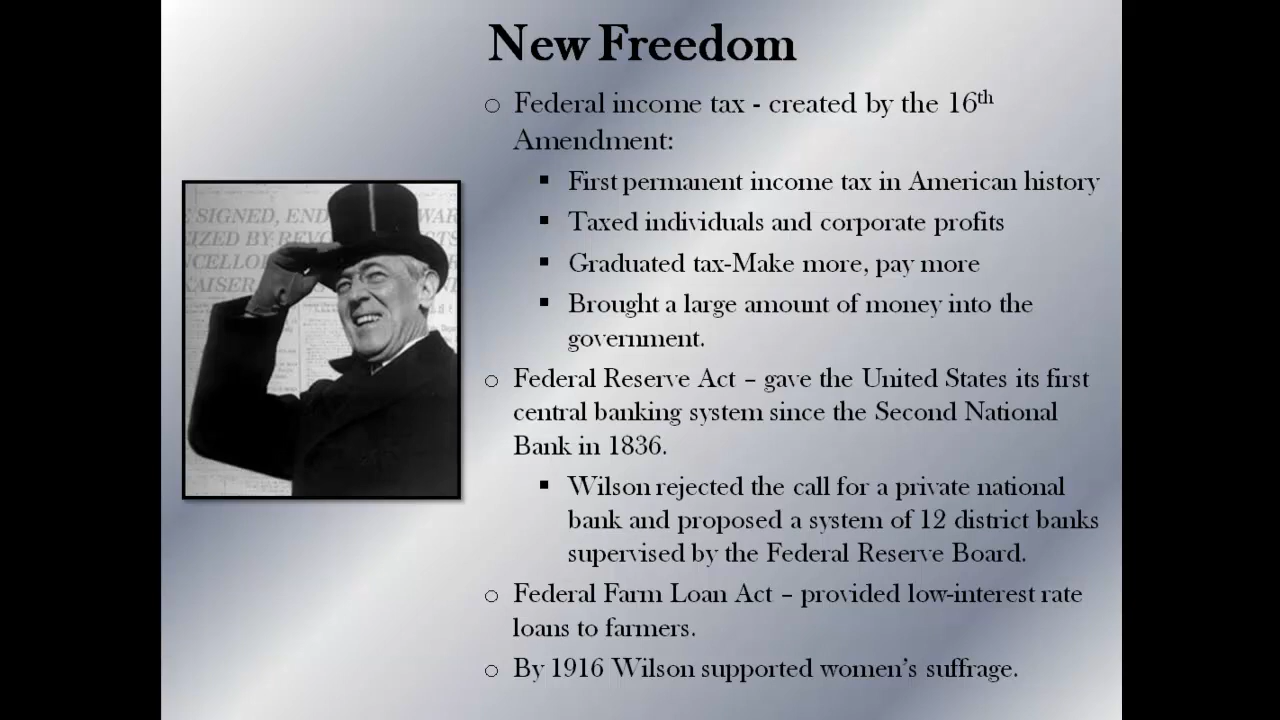 New Freedom
○ Federal income tax - created by the 16th
Amendment:
▪ First permanent income tax in American history
▪ Taxed individuals and corporate profits
▪ Graduated tax-Make more, pay more
▪ Brought a large amount of money into the
government.
○ Federal Reserve Act – gave the United States its first
central banking system since the Second National
Bank in 1836.
▪ Wilson rejected the call for a private national
bank and proposed a system of 12 district banks
supervised by the Federal Reserve Board.
○ Federal Farm Loan Act – provided low-interest rate
loans to farmers.
○ By 1916 Wilson supported women’s suffrage.
SIGNED, END WAR
BY
KAISER